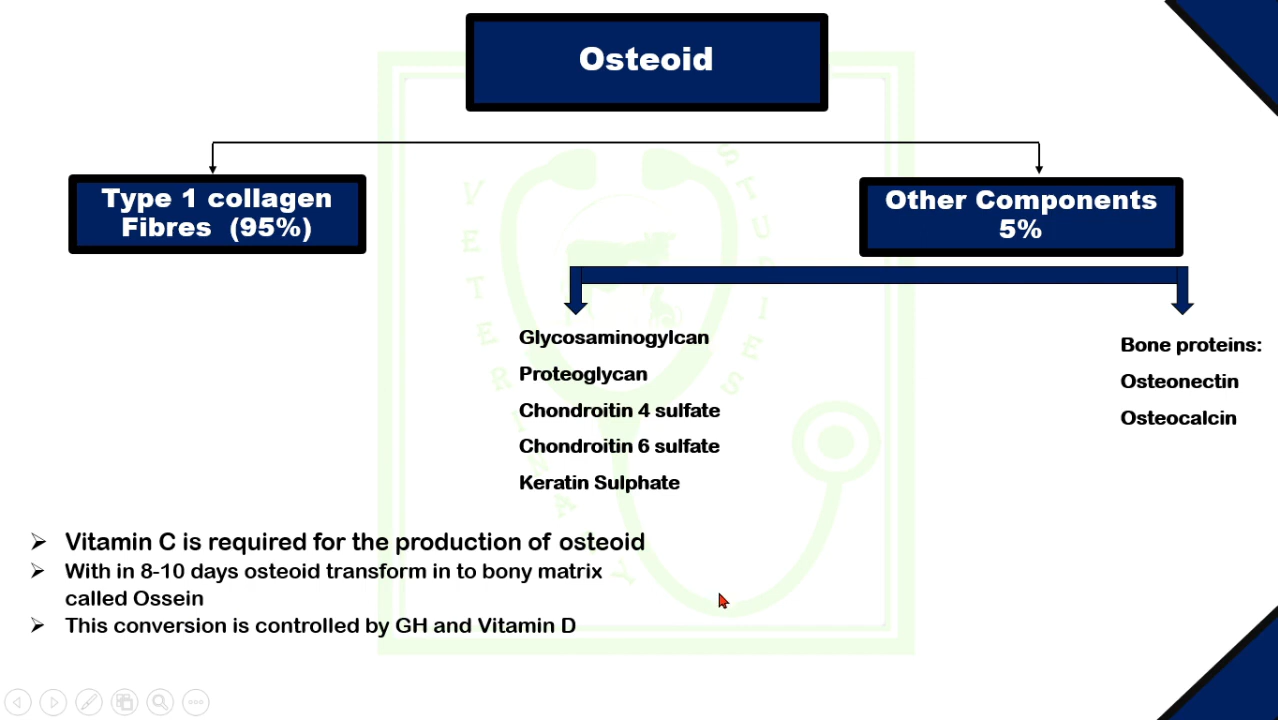 Osteoid
Type 1 collagen
Fibres (95%)
Other Components
5%
Glycosaminogylcan
Proteoglycan
Chondroitin 4 sulfate
Chondroitin 6 sulfate
Keratin Sulphate
Bone proteins:
Osteonectin
Osteocalcin
Vitamin C is required for the production of osteoid
With in 8-10 days osteoid transform in to bony matrix
called Ossein
This conversion is controlled by GH and Vitamin D
VETERINARY STUDIES